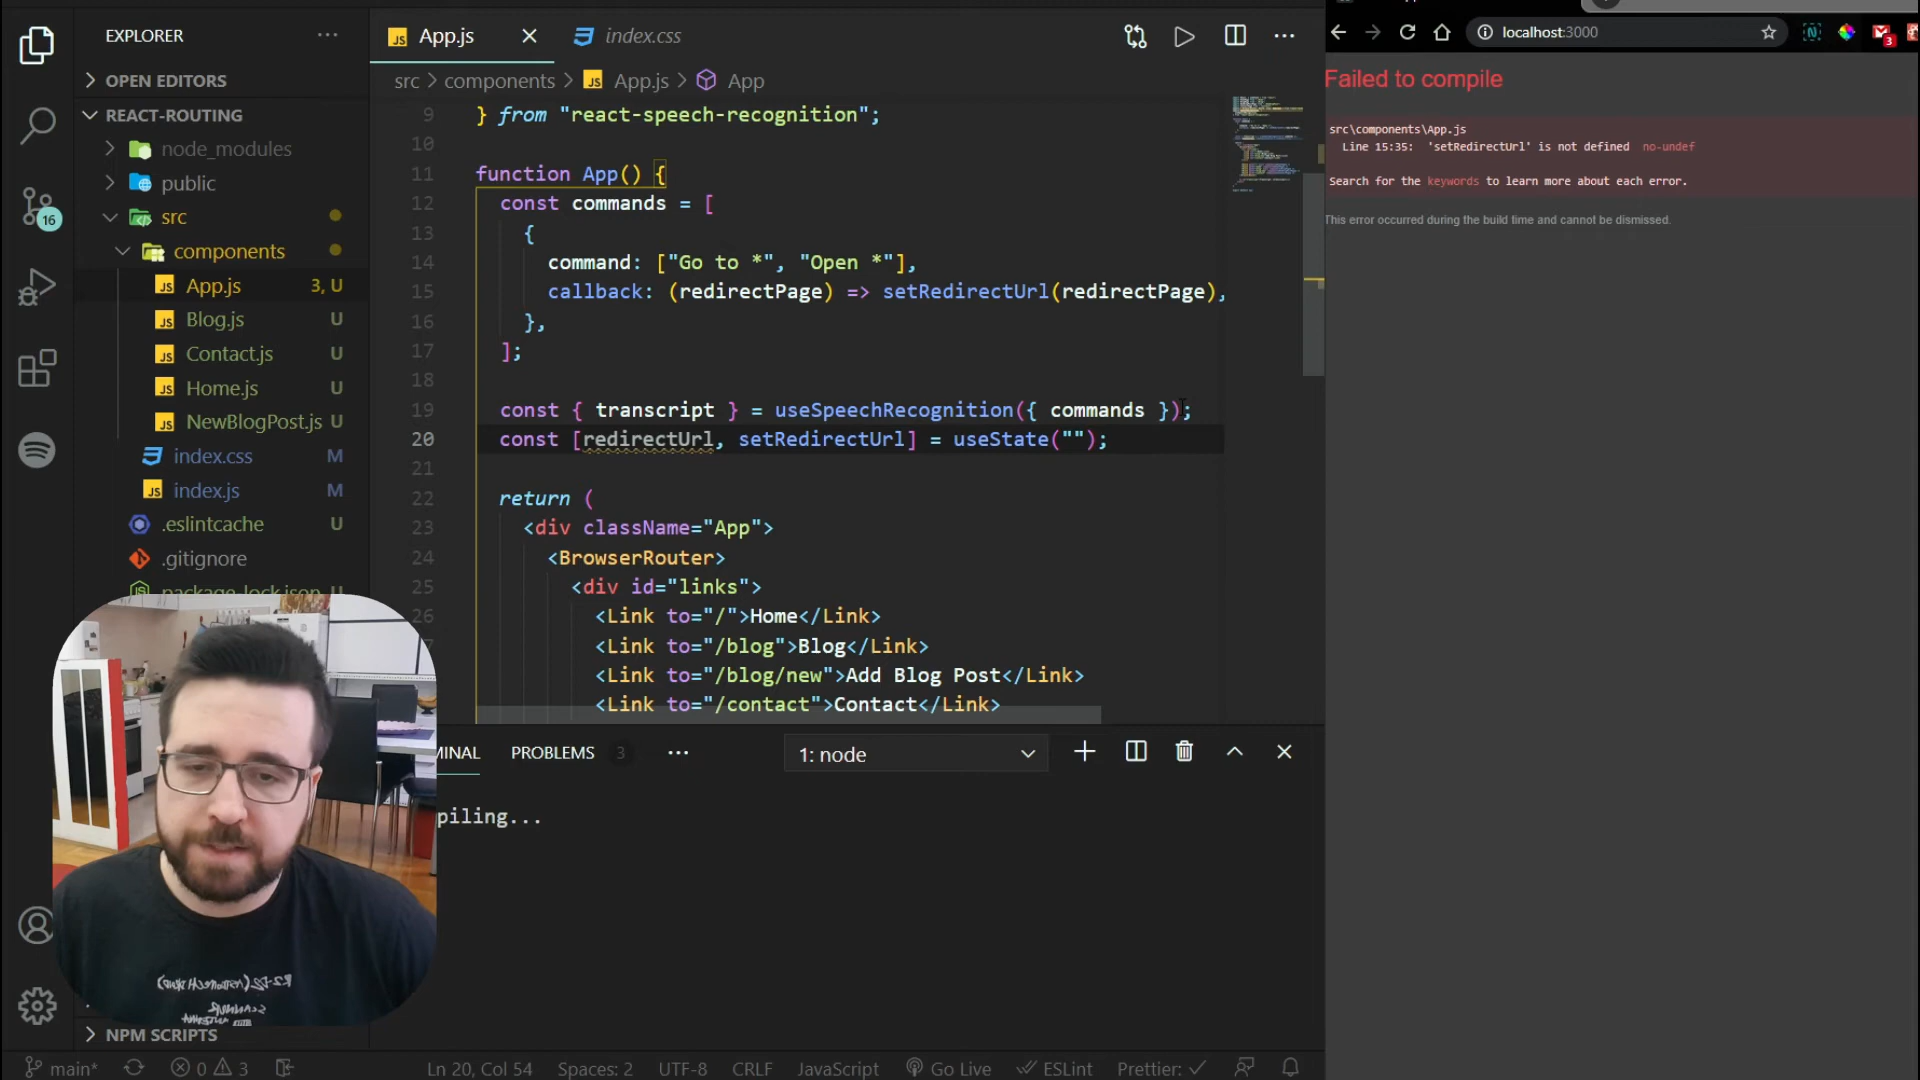 EXPLORER
OPEN EDITORS
REACT-ROUTING
node_modules
public
src
components
App.js 3, U
Blog.js U
Contact.js U
Home.js U
NewBlogPost.js U
index.css M
index.js M
.eslintcache U
.gitignore
package-lock.json
NPM SCRIPTS
16
JS App.js
index.css
src > components > JS App.js > App
9 } from "react-speech-recognition";
10
11 function App() {
12 const commands = [
13 {
14 command: ["Go to *", "Open *"],
15 callback: (redirectPage) => setRedirectUrl(redirectPage),
16 },
17 ];
18
19 const { transcript } = useSpeechRecognition({ commands });
20 const [redirectUrl, setRedirectUrl] = useState("");
21
22 return (
23 <div className="App">
24 <BrowserRouter>
25 <div id="links">
26 <Link to="/">Home</Link>
<Link to="/blog">Blog</Link>
<Link to="/blog/new">Add Blog Post</Link>
<Link to="/contact">Contact</Link>
MINAL PROBLEMS 3 1: node
piling...
main* 0 3 Ln 20, Col 54 Spaces: 2 UTF-8 CRLF JavaScript Go Live ESLint Prettier:
localhost:3000
3
Failed to compile
src\components\App.js
Line 15:35: 'setRedirectUrl' is not defined no-undef
Search for the keywords to learn more about each error.
This error occurred during the build time and cannot be dismissed.